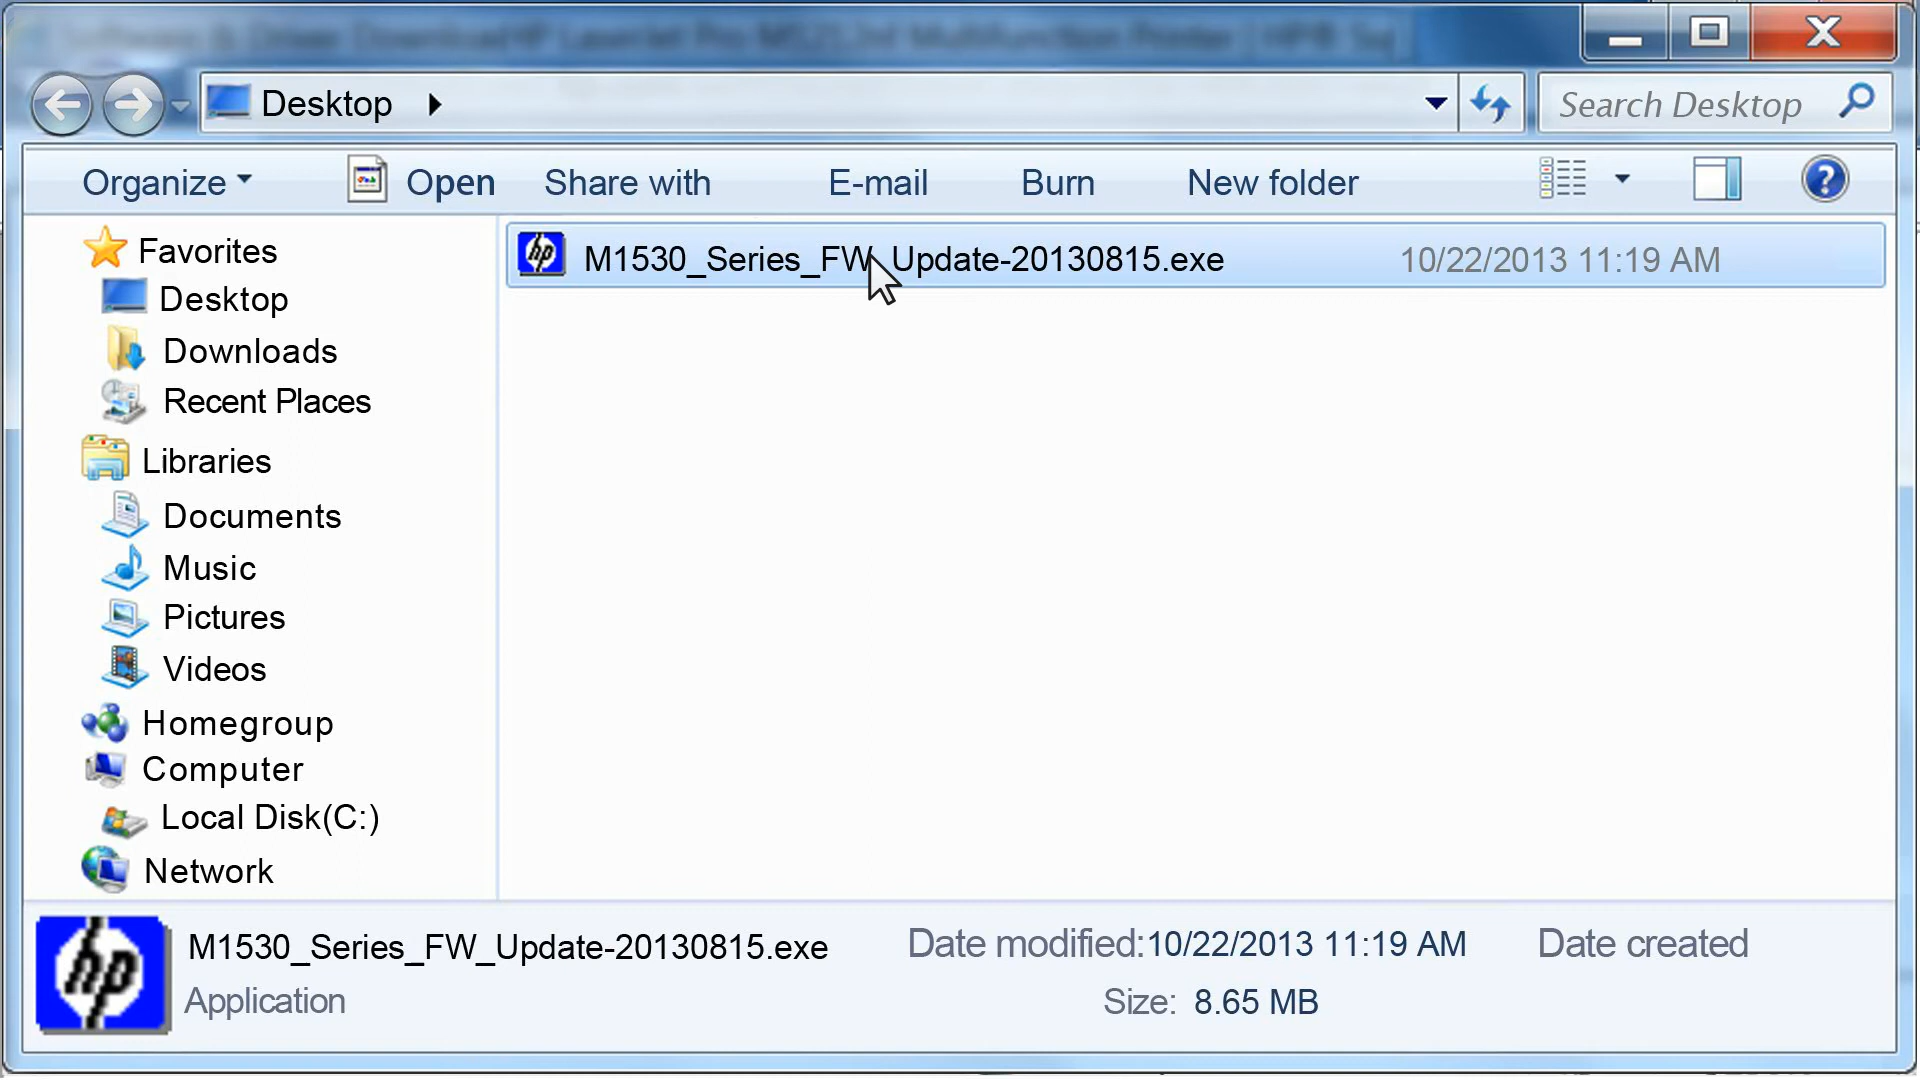 Desktop
Search Desktop
Organize Open Share with E-mail Burn New folder
Favorites
Desktop
Downloads
Recent Places
Libraries
Documents
Music
Pictures
Videos
Homegroup
Computer
Local Disk(C:)
Network
hp M1530_Series_FW_Update-20130815.exe 10/22/2013 11:19 AM
hp
M1530_Series_FW_Update-20130815.exe
Application
Date modified:10/22/2013 11:19 AM
Size: 8.65 MB
Date created